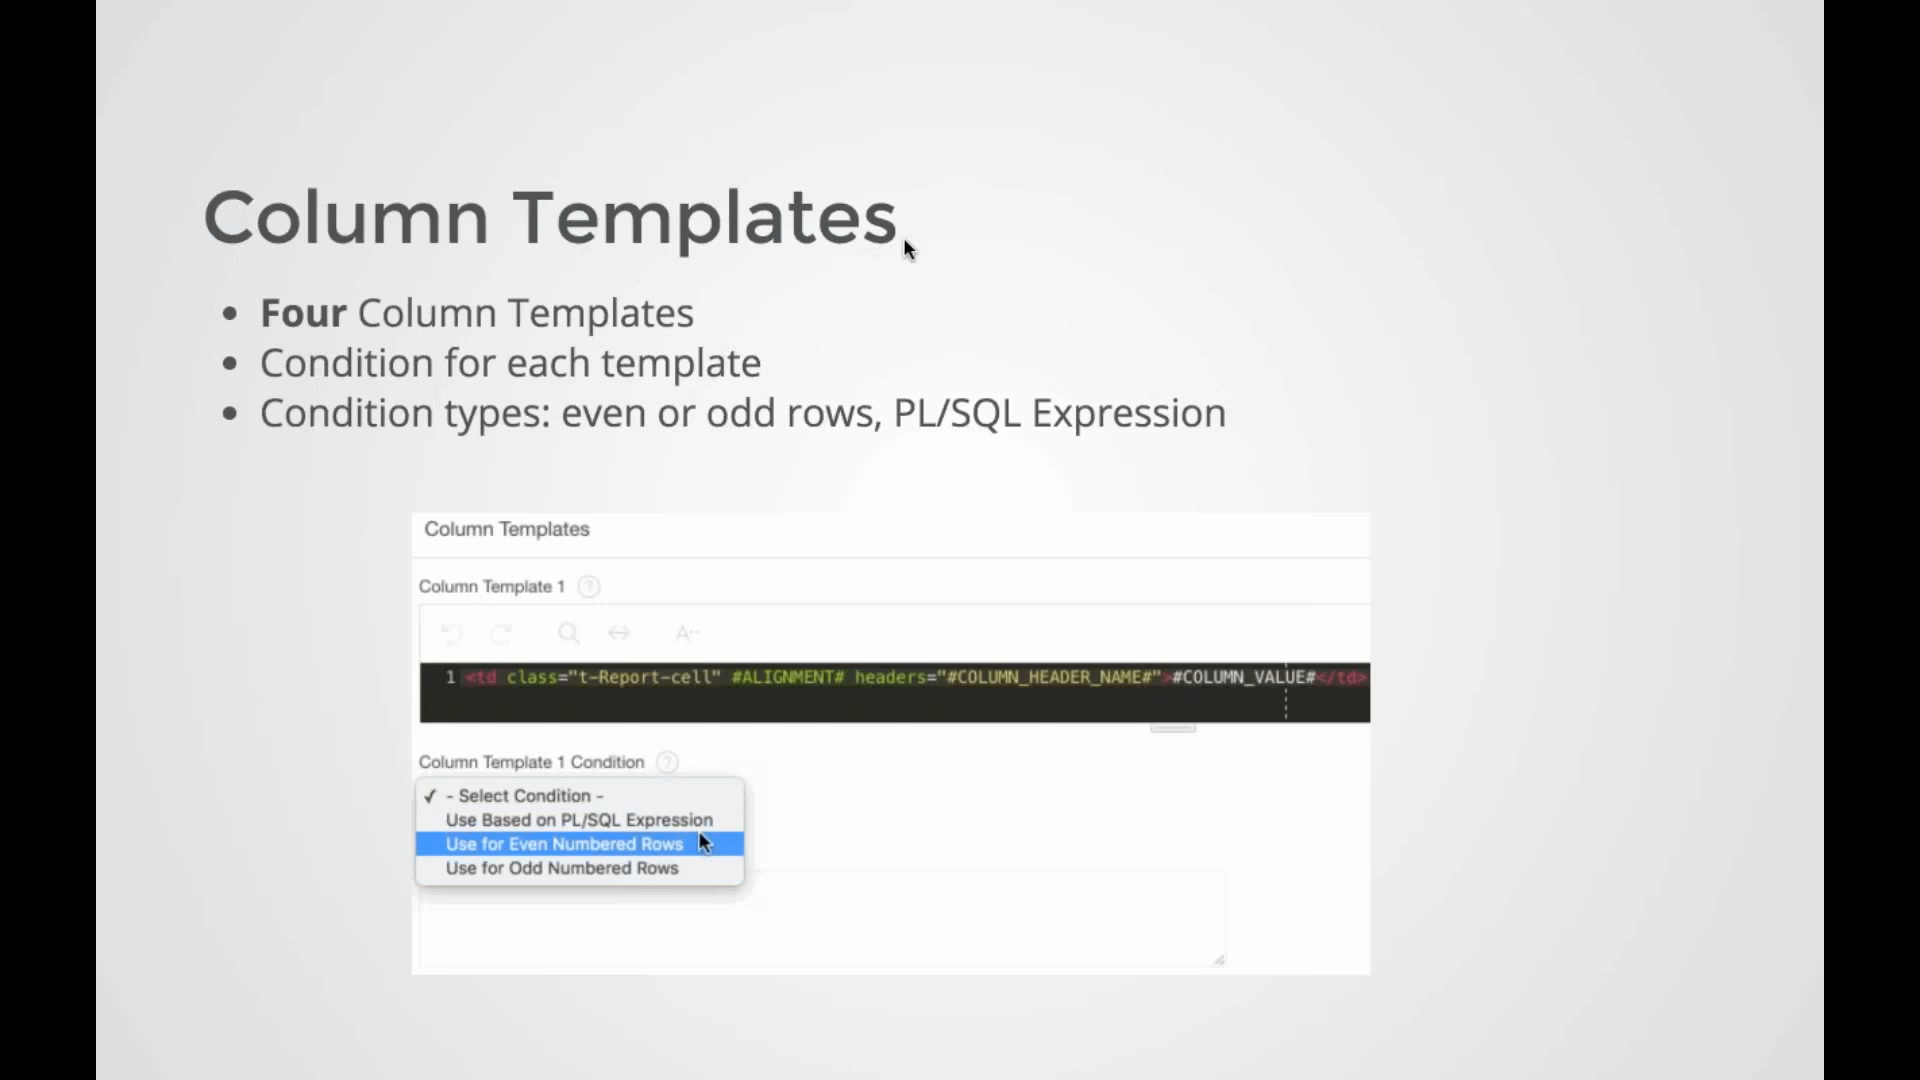 Column Templates
• Four Column Templates
• Condition for each template
• Condition types: even or odd rows, PL/SQL Expression
Column Templates
Column Template 1 ?
A··
1 <td class="t-Report-cell" #ALIGNMENT# headers="#COLUMN_HEADER_NAME#">#COLUMN_VALUE#</td>
Column Template 1 Condition ?
✓ - Select Condition -
Use Based on PL/SQL Expression
Use for Even Numbered Rows
Use for Odd Numbered Rows